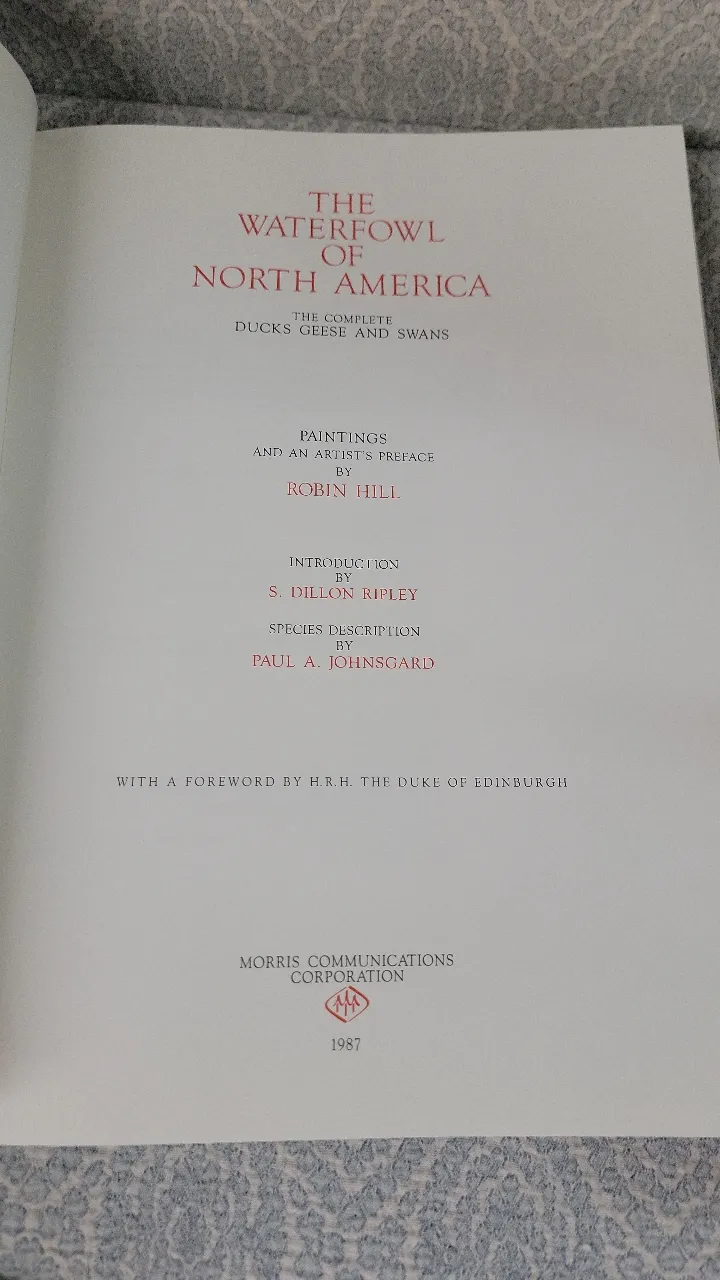 THE
WATERFOWL
OF
NORTH AMERICA
THE COMPLETE
DUCKS GEESE AND SWANS
PAINTINGS
AND AN ARTIST'S PREFACE
BY
ROBIN HILL
INTRODUCTION
BY
S. DILLON RIPLEY
SPECIES DESCRIPTION
BY
PAUL A. JOHNSGARD
WITH A FOREWORD BY H.R.H. THE DUKE OF EDINBURGH
MORRIS COMMUNICATIONS
CORPORATION
1987